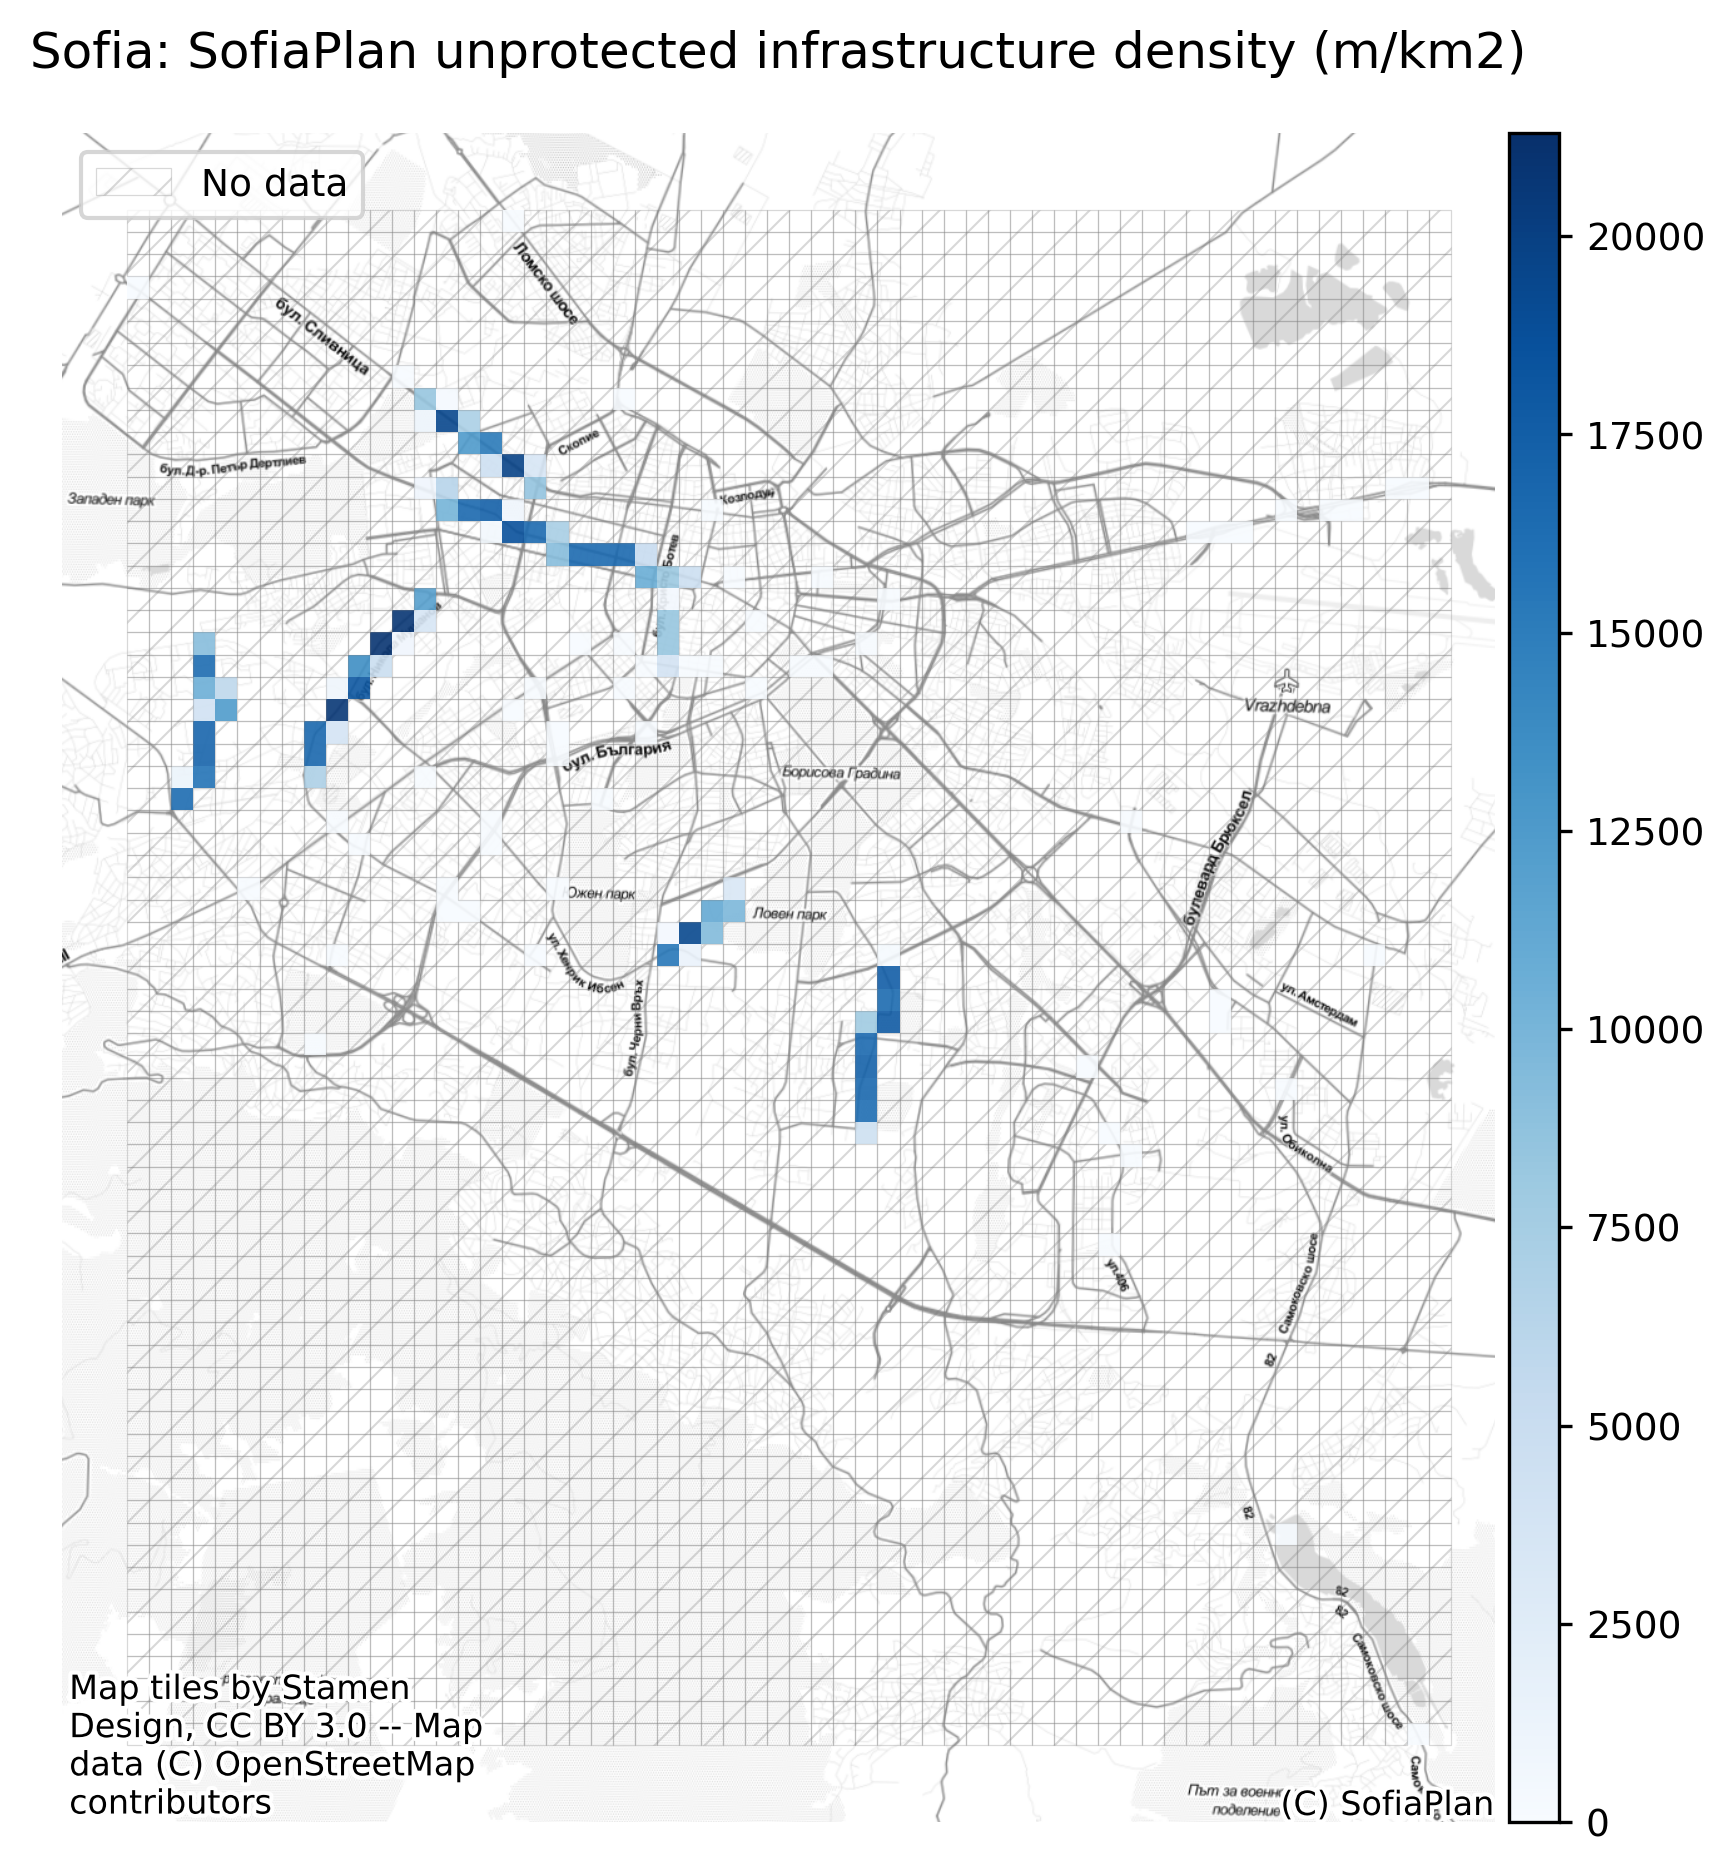 Sofia: SofiaPlan unprotected infrastructure density (m/km2)
No data
Ломско шосе
бул. Сливница
20000
17500
15000
12500
10000
7500
5000
2500
0
Скопие
бул. Д-р. Петър Дертлиев
Западен парк
Козлодуй
Ботев
Vrazhdebna
бул. България
Борисова Градина
булевард Брюксел
Южен парк
Ловен парк
ул. Хенрик Ибсен
бул. Черни Връх
ул. Амстердам
ул. Обиколна
ул.406
Самоковско шосе
82
82
82
82
Самоковско шосе
Map tiles by Stamen
Design, CC BY 3.0 -- Map
data (C) OpenStreetMap
contributors
Път за военно
поделение
(C) SofiaPlan